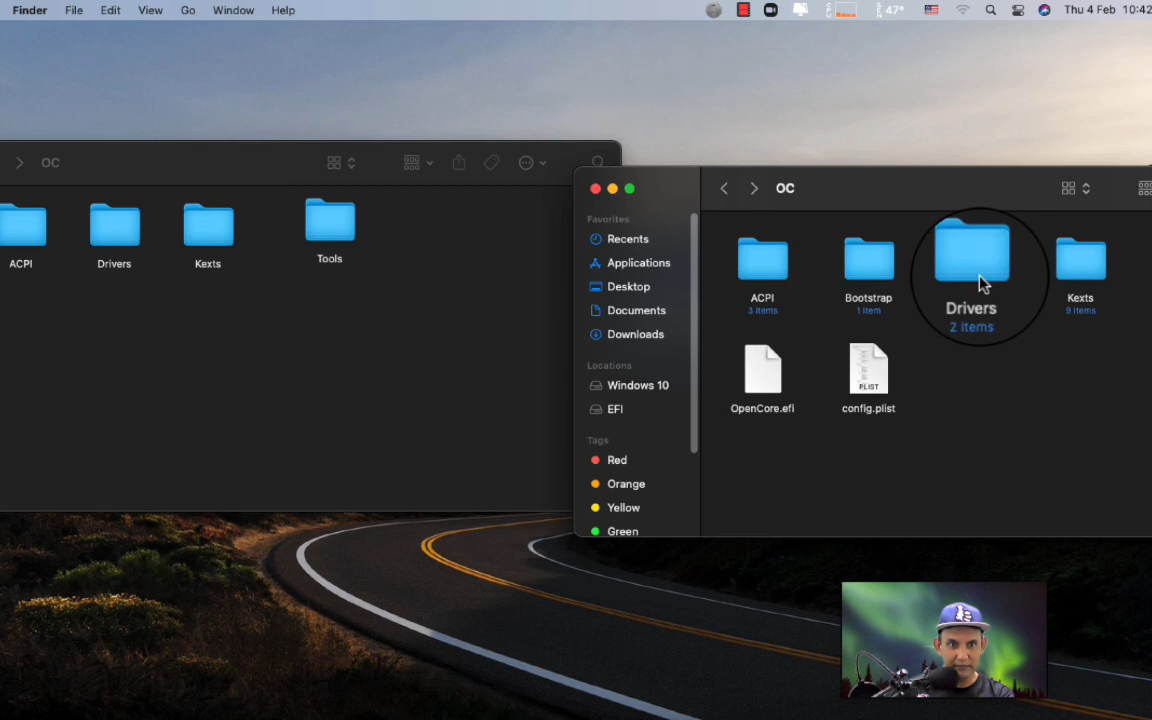 Finder File Edit View Go Window Help
47° Thu 4 Feb 10:42
OC
ACPI Drivers Kexts Tools
OC
Favorites
Recents
Applications
Desktop
Documents
Downloads
Locations
Windows 10
EFI
Tags
Red
Orange
Yellow
Green
ACPI Bootstrap Drivers Kexts
3 items 1 item 2 items 9 items
PLIST
OpenCore.efi config.plist